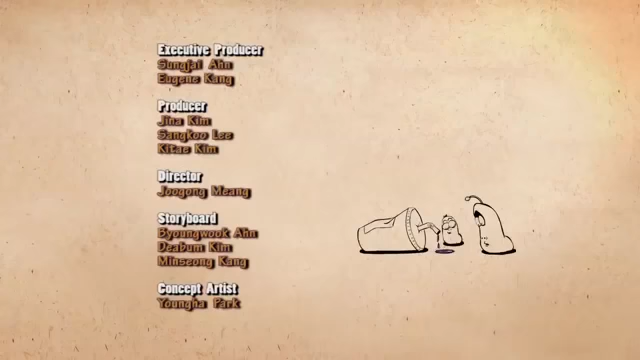 Executive Producer
Sungjai Ahn
Eugene Kang
Producer
Jina Kim
Sangkoo Lee
Kitae Kim
Director
Joogong Maeng
Storyboard
Byoungwook Ahn
Deabum Kim
Minseong Kang
Concept Artist
Youngha Park